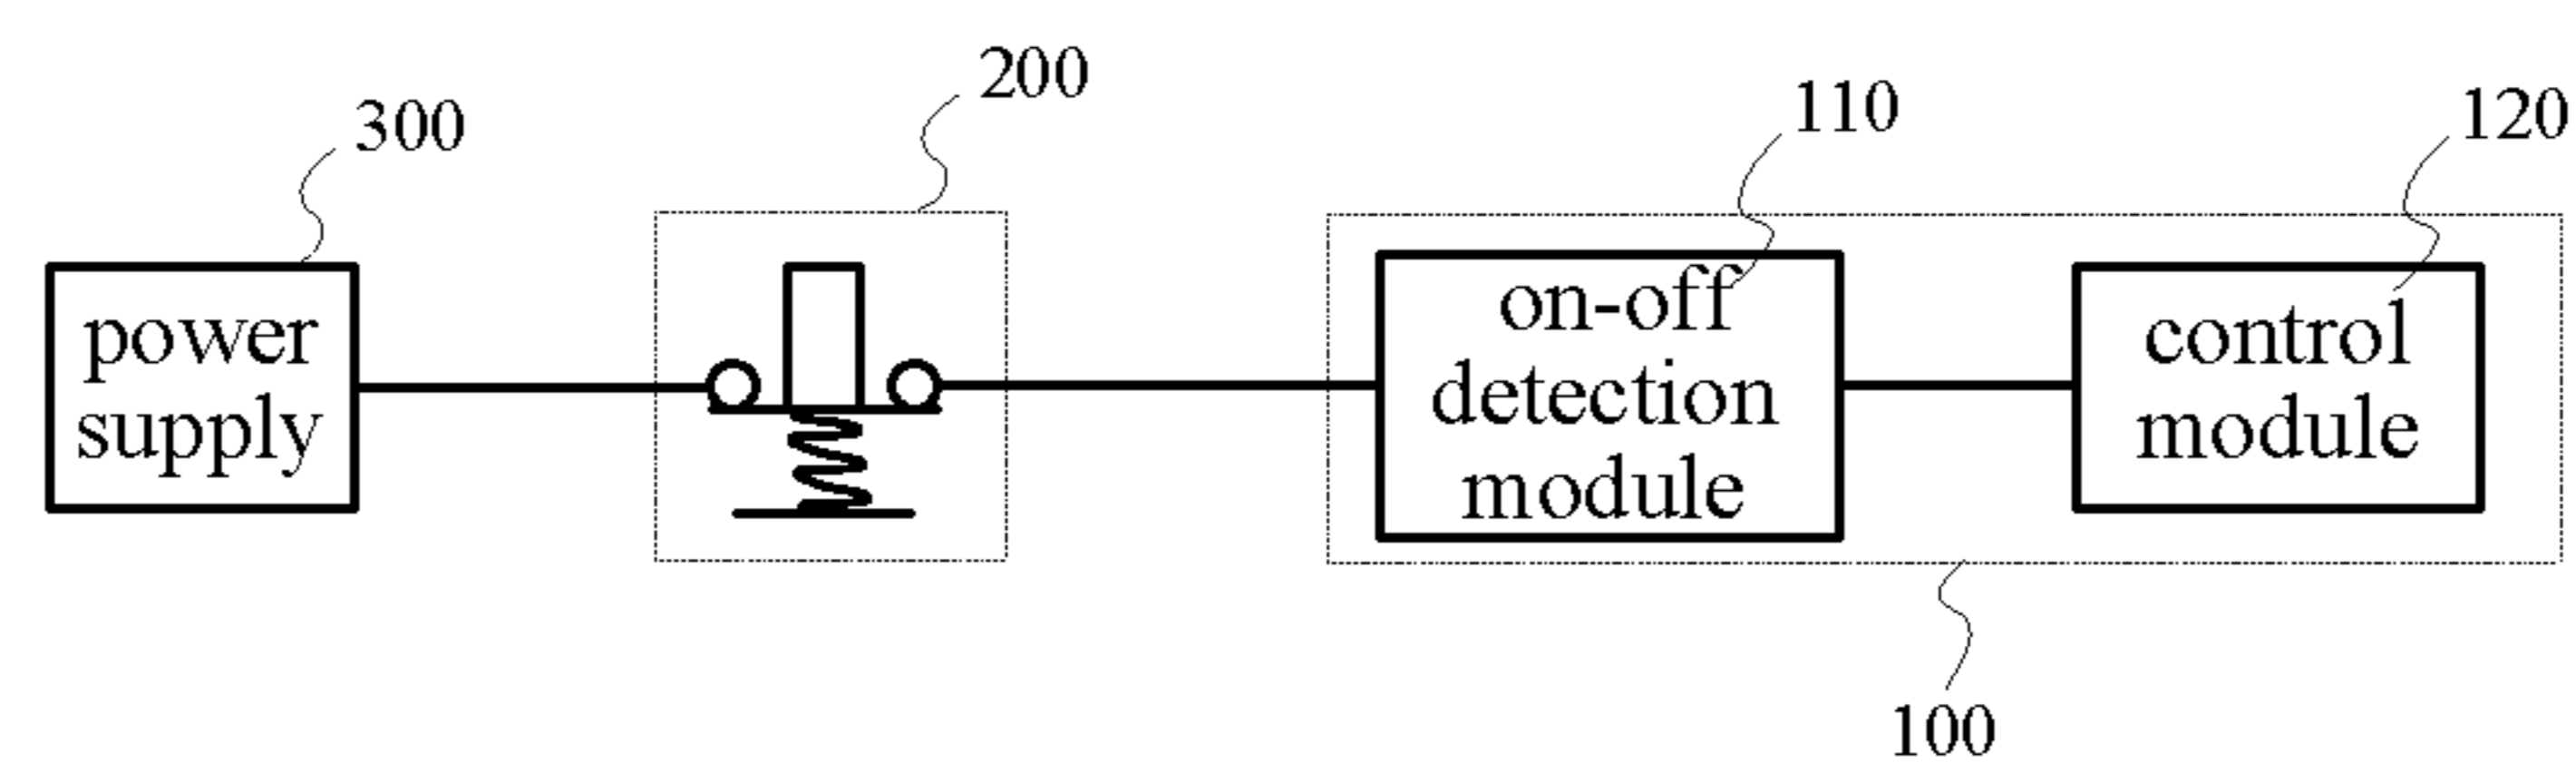 200
300
110
120
power
supply
on-off
detection
module
control
module
100